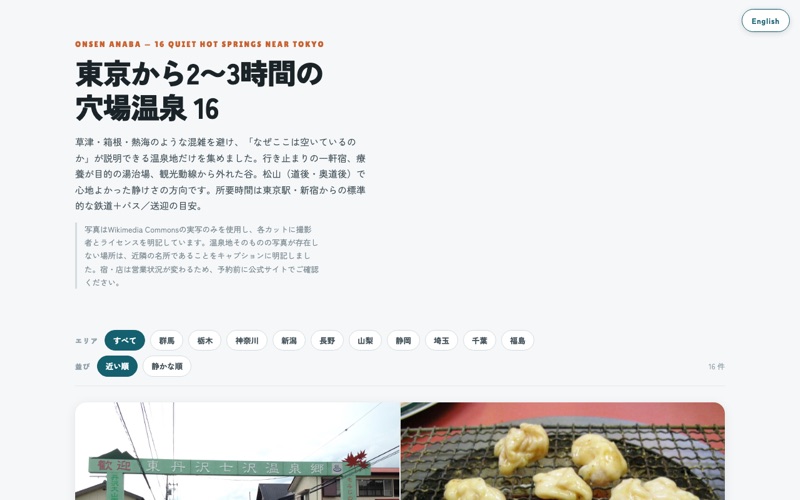 English
ONSEN ANABA — 16 QUIET HOT SPRINGS NEAR TOKYO
東京から2〜3時間の
穴場温泉 16
草津・箱根・熱海のような混雑を避け、「なぜここは空いているの
か」が説明できる温泉地だけを集めました。行き止まりの一軒宿、療
養が目的の湯治場、観光動線から外れた谷。松山（道後・奥道後）で
心地よかった静けさの方向です。所要時間は東京駅・新宿からの標準
的な鉄道＋バス／送迎の目安。
写真はWikimedia Commonsの実写のみを使用し、各カットに撮影
者とライセンスを明記しています。温泉地そのものの写真が存在し
ない場所は、近隣の名所であることをキャプションに明記しまし
た。宿・店は営業状況が変わるため、予約前に公式サイトでご確認
ください。
エリア すべて 群馬 栃木 神奈川 新潟 長野 山梨 静岡 埼玉 千葉 福島
並び 近い順 静かな順 16 件
歓迎 東丹沢七沢温泉郷